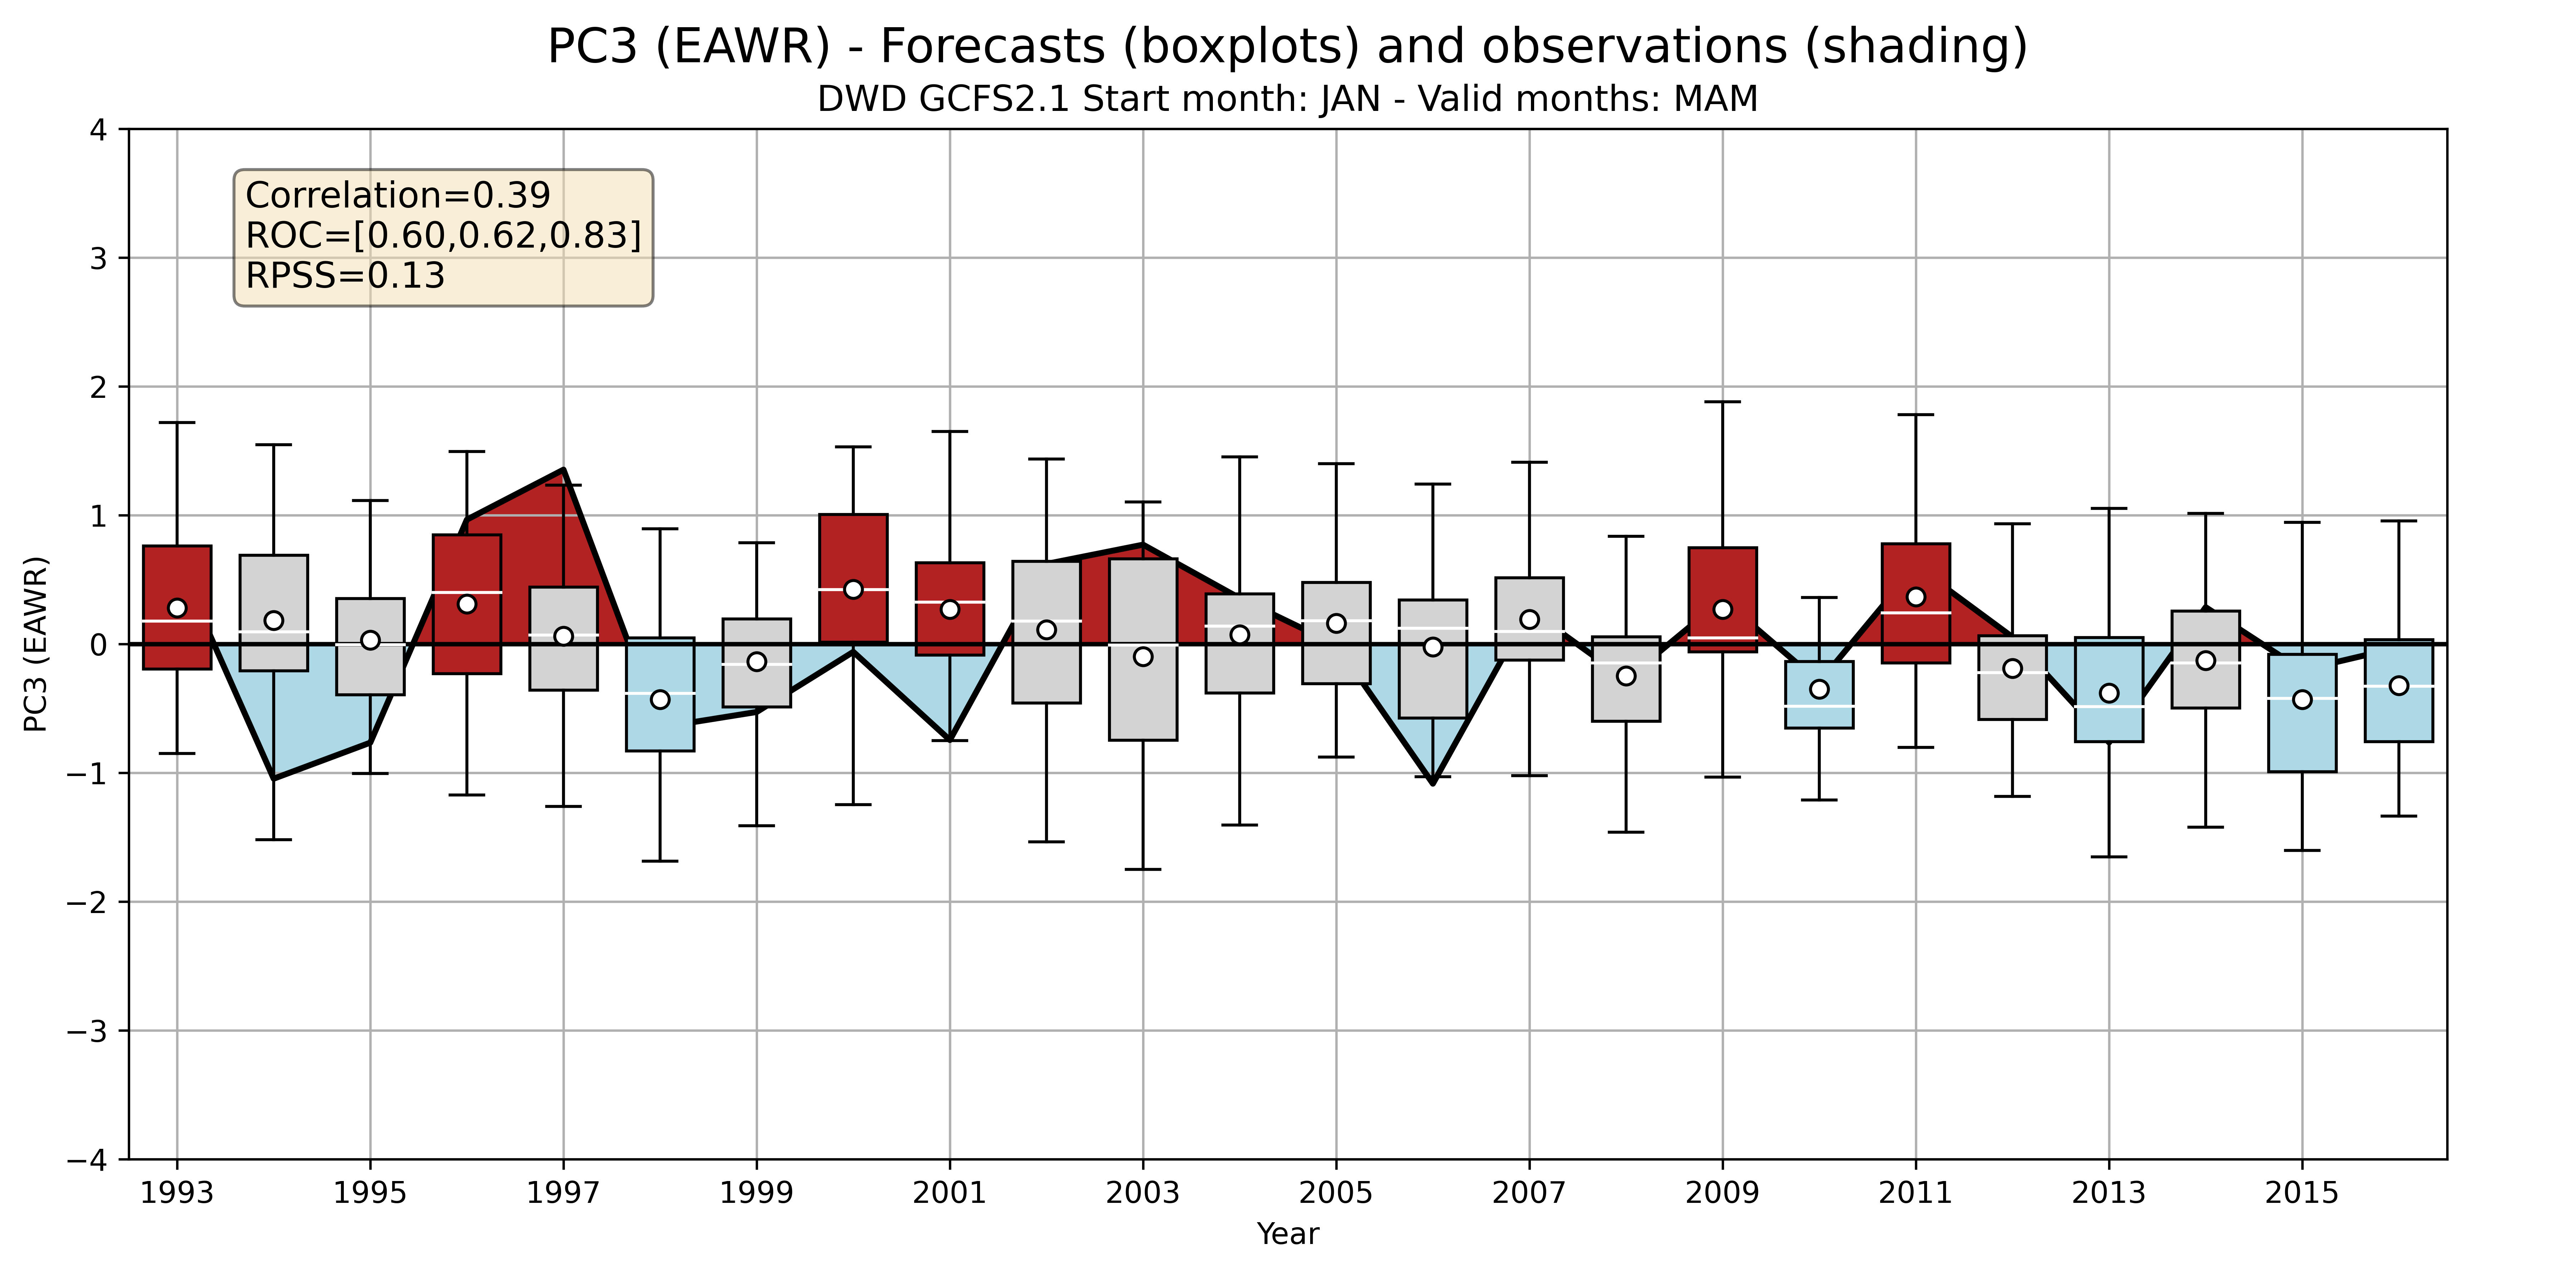 PC3 (EAWR) - Forecasts (boxplots) and observations (shading)
DWD GCFS2.1 Start month: JAN - Valid months: MAM
Correlation=0.39
ROC=[0.60,0.62,0.83]
RPSS=0.13
PC3 (EAWR)
4
3
2
1
0
−1
−2
−3
−4
1993 1995 1997 1999 2001 2003 2005 2007 2009 2011 2013 2015
Year